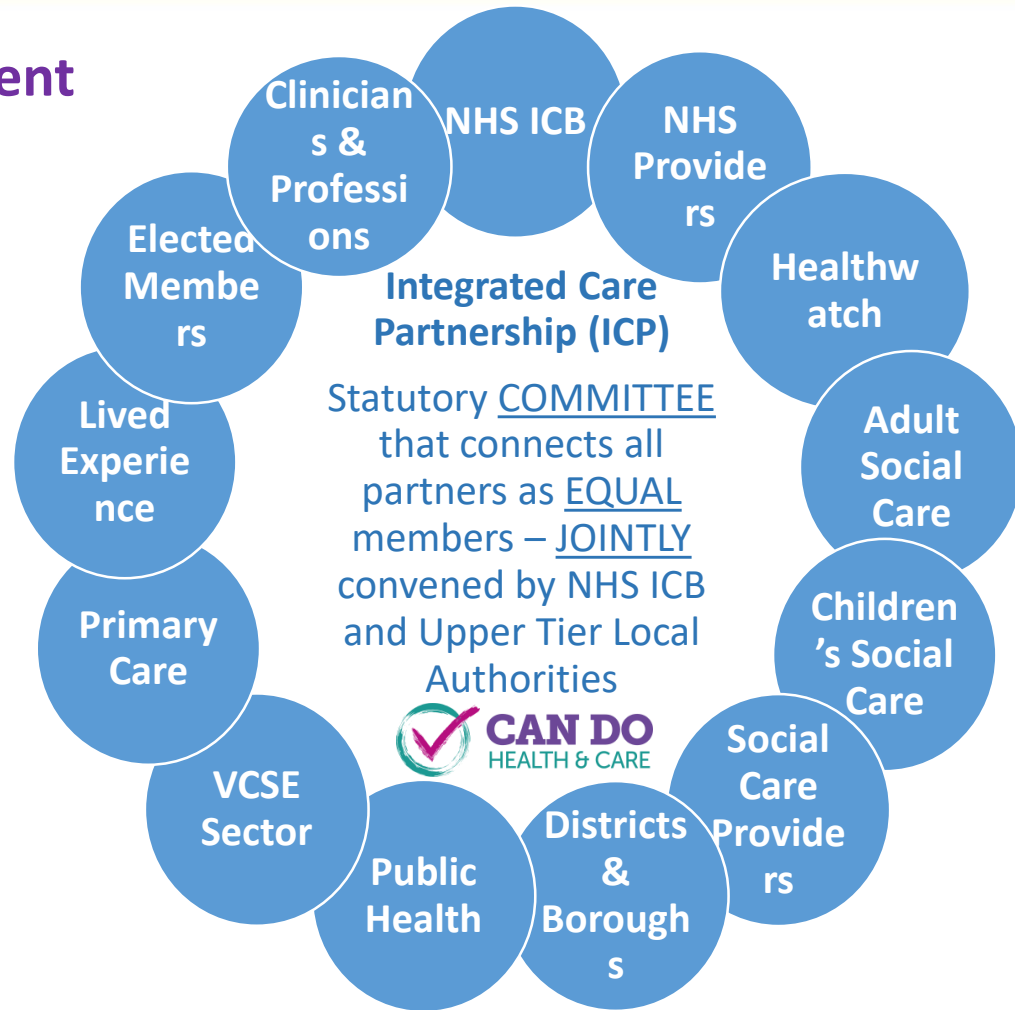 ent
NHS ICB
NHS
Provide
rs
Healthw
atch
Adult
Social
Care
Children
’s Social
Care
Social
Care
Provide
rs
Districts
&
Borough
s
Public
Health
VCSE
Sector
Primary
Care
Lived
Experie
nce
Elected
Membe
rs
Clinician
s &
Professi
ons
Integrated Care
Partnership (ICP)
Statutory COMMITTEE
that connects all
partners as EQUAL
members – JOINTLY
convened by NHS ICB
and Upper Tier Local
Authorities
CAN DO
HEALTH & CARE